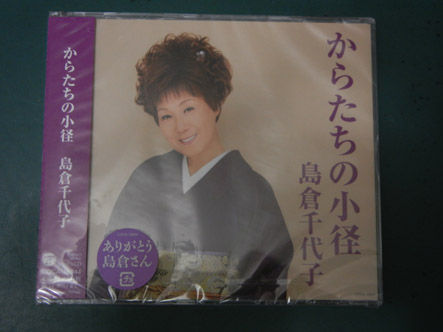 からたちの小径
島倉千代子
からたちの小径 島倉千代子
ありがとう
島倉さん